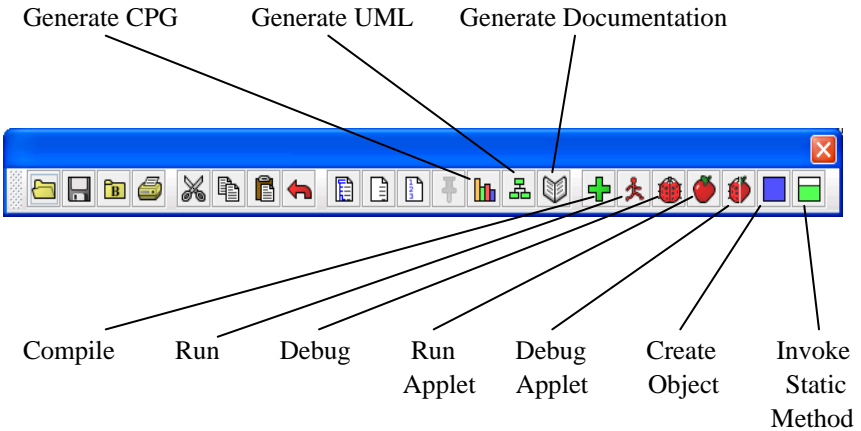 Generate CPG Generate UML Generate Documentation
B
Compile Run Debug Run Debug Create Invoke
Applet Applet Object Static
Method